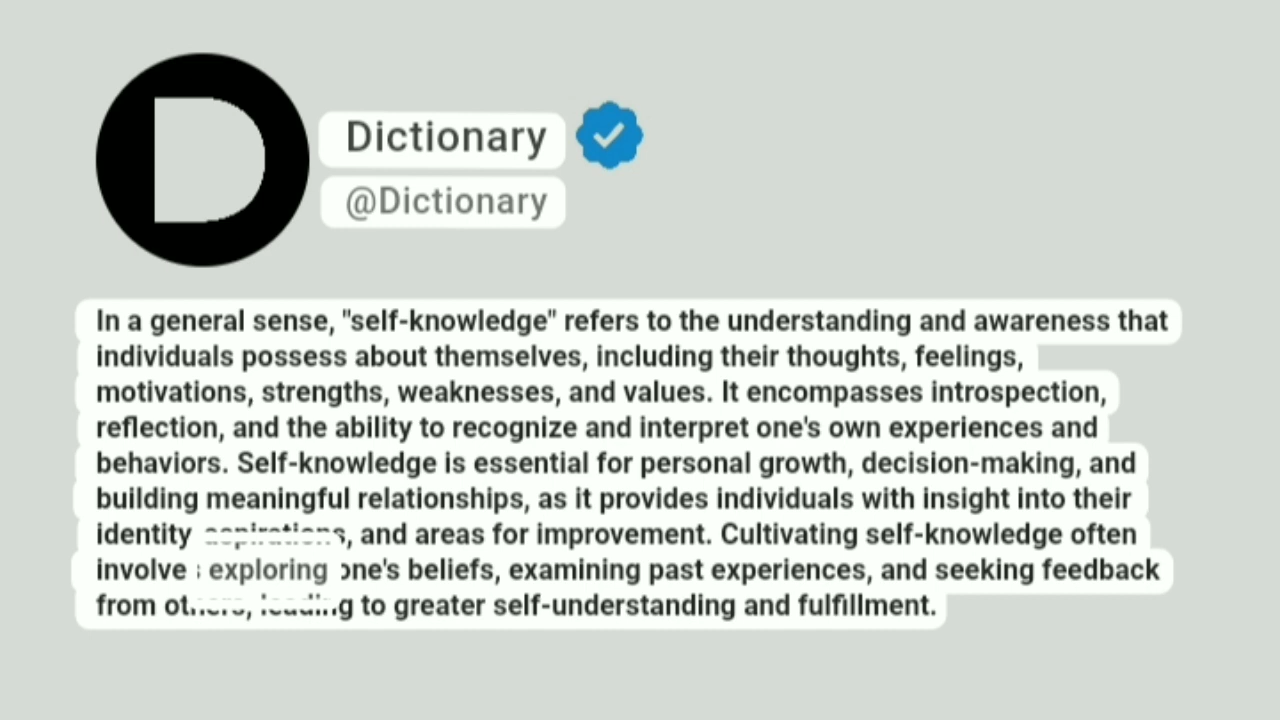 D
Dictionary
@Dictionary
In a general sense, "self-knowledge" refers to the understanding and awareness that
individuals possess about themselves, including their thoughts, feelings,
motivations, strengths, weaknesses, and values. It encompasses introspection,
reflection, and the ability to recognize and interpret one's own experiences and
behaviors. Self-knowledge is essential for personal growth, decision-making, and
building meaningful relationships, as it provides individuals with insight into their
identity and areas for improvement. Cultivating self-knowledge often
involve exploring one's beliefs, examining past experiences, and seeking feedback
from to greater self-understanding and fulfillment.